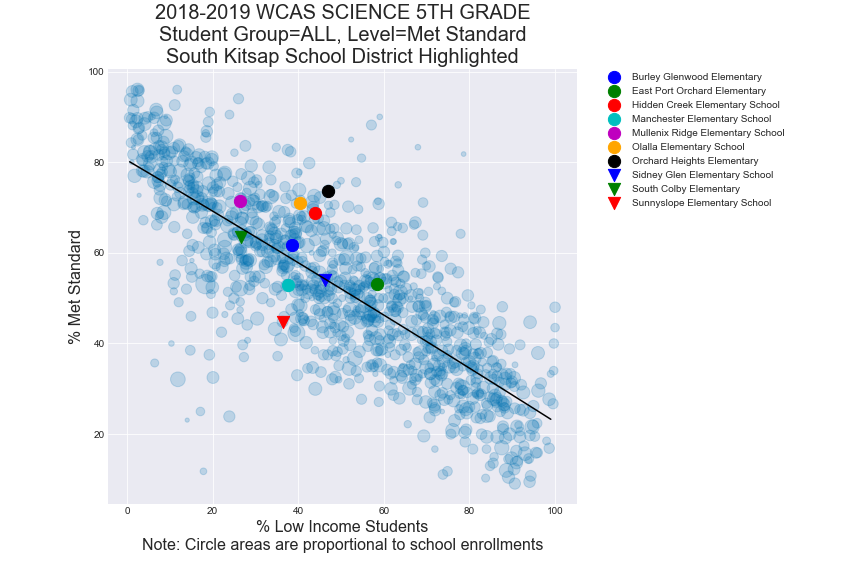 2018-2019 WCAS SCIENCE 5TH GRADE
Student Group=ALL, Level=Met Standard
South Kitsap School District Highlighted
100
80
60
40
20
% Met Standard
0
20
40
60
80
100
% Low Income Students
Note: Circle areas are proportional to school enrollments
Burley Glenwood Elementary
East Port Orchard Elementary
Hidden Creek Elementary School
Manchester Elementary School
Mullenix Ridge Elementary School
Olalla Elementary School
Orchard Heights Elementary
Sidney Glen Elementary School
South Colby Elementary
Sunnyslope Elementary School